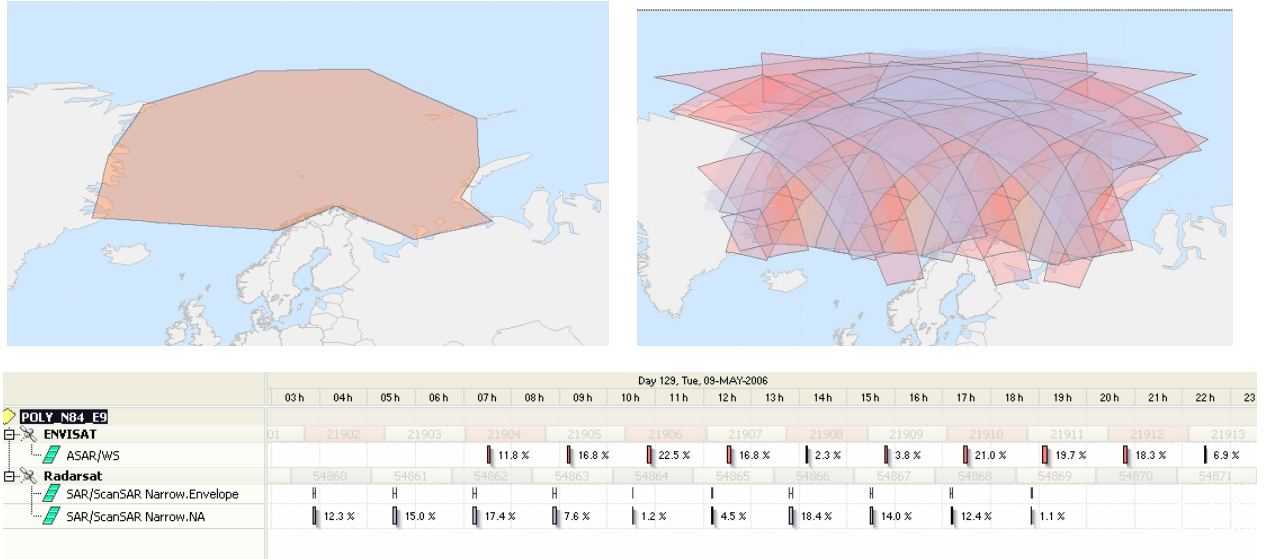 Day 129, Tue, 09-MAY-2006
03 h 04 h 05 h 06 h 07 h 08 h 09 h 10 h 11 h 12 h 13 h 14 h 15 h 16 h 17 h 18 h 19 h 20 h 21 h 22 h 23
POLY_N84_E9
ENVISAT 01 21902 21903 21904 21905 21906 21907 21908 21909 21910 21911 21912 21913
ASAR/WS 11.8 % 16.8 % 22.5 % 16.8 % 2.3 % 3.8 % 21.0 % 19.7 % 18.3 % 6.9 %
Radarsat 54860 54861 54862 54863 54864 54865 54866 54867 54868 54869 54870 54871
SAR/ScanSAR Narrow.Envelope
SAR/ScanSAR Narrow.NA 12.3 % 15.0 % 17.4 % 7.6 % 1.2 % 4.5 % 18.4 % 14.0 % 12.4 % 1.1 %